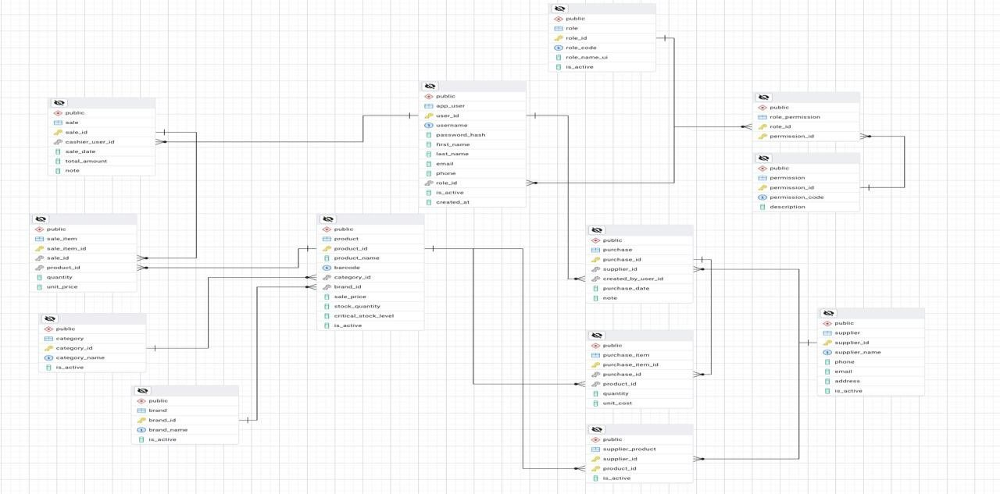 public
role
role_id
role_code
role_name_ui
is_active
public
app_user
user_id
username
password_hash
first_name
last_name
email
phone
role_id
is_active
created_at
public
role_permission
role_id
permission_id
public
sale
sale_id
cashier_user_id
sale_date
total_amount
note
public
permission
permission_id
permission_code
description
public
sale_item
sale_item_id
sale_id
product_id
quantity
unit_price
public
product
product_id
product_name
barcode
category_id
brand_id
sale_price
stock_quantity
critical_stock_level
is_active
public
purchase
purchase_id
supplier_id
created_by_user_id
purchase_date
note
public
category
category_id
category_name
is_active
public
supplier
supplier_id
supplier_name
phone
email
address
is_active
public
purchase_item
purchase_item_id
purchase_id
product_id
quantity
unit_cost
public
brand
brand_id
brand_name
is_active
public
supplier_product
supplier_id
product_id
is_active